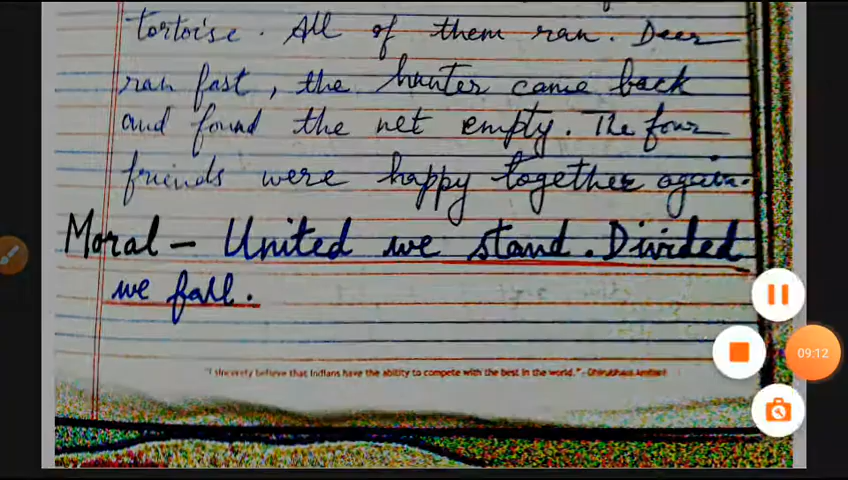 tortoise. All of them ran. Deer
ran fast, the hunter came back
and found the net empty. The four
friends were happy together again.
Moral – United we stand. Divided
we fall.
"I sincerely believe that Indians have the ability to compete with the best in the world." - Dhirubhai Ambani
09:12